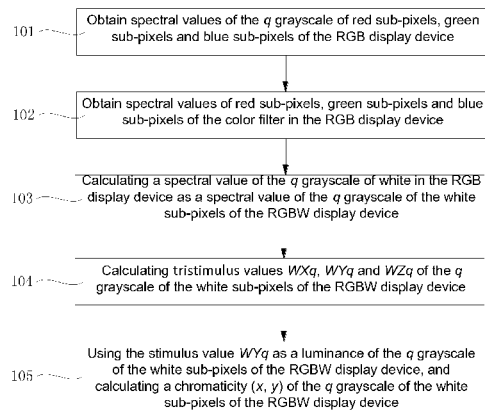 101
Obtain spectral values of the q grayscale of red sub-pixels, green
sub-pixels and blue sub-pixels of the RGB display device
102
Obtain spectral values of red sub-pixels, green sub-pixels and blue
sub-pixels of the color filter in the RGB display device
103
Calculating a spectral value of the q grayscale of white in the RGB
display device as a spectral value of the q grayscale of the white
sub-pixels of the RGBW display device
104
Calculating tristimulus values WXq, WYq and WZq of the q
grayscale of the white sub-pixels of the RGBW display device
105
Using the stimulus value WYq as a luminance of the q grayscale
of the white sub-pixels of the RGBW display device, and
calculating a chromaticity (x, y) of the q grayscale of the white
sub-pixels of the RGBW display device